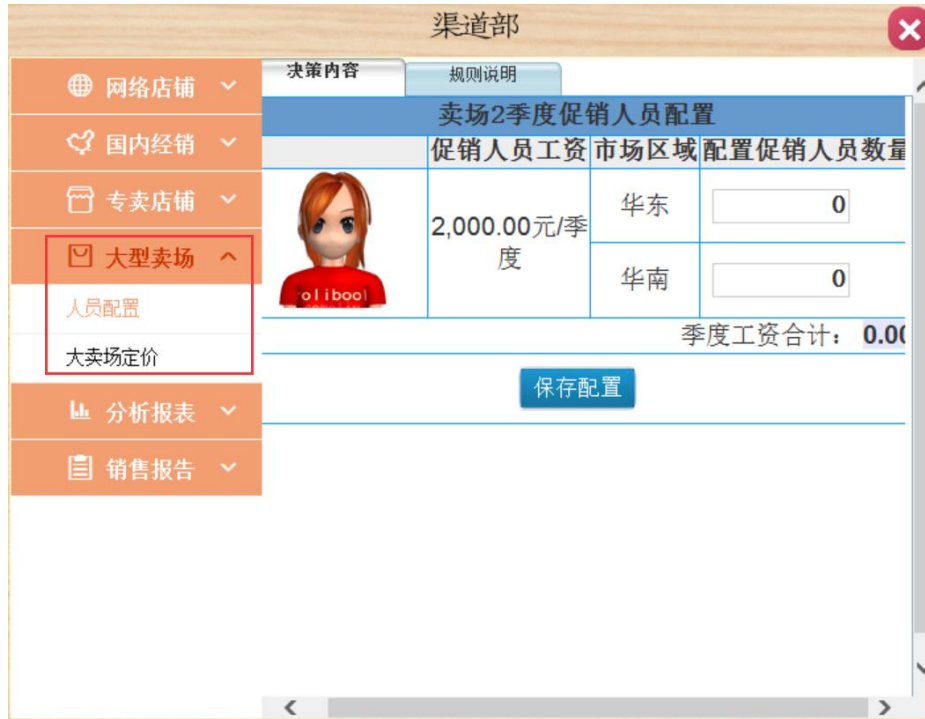 渠道部
网络店铺
国内经销
专卖店铺
大型卖场
人员配置
大卖场定价
分析报表
销售报告
决策内容
规则说明
卖场2季度促销人员配置
促销人员工资 市场区域 配置促销人员数量
olibool
2,000.00元/季
度
华东 0
华南 0
季度工资合计： 0.00
保存配置